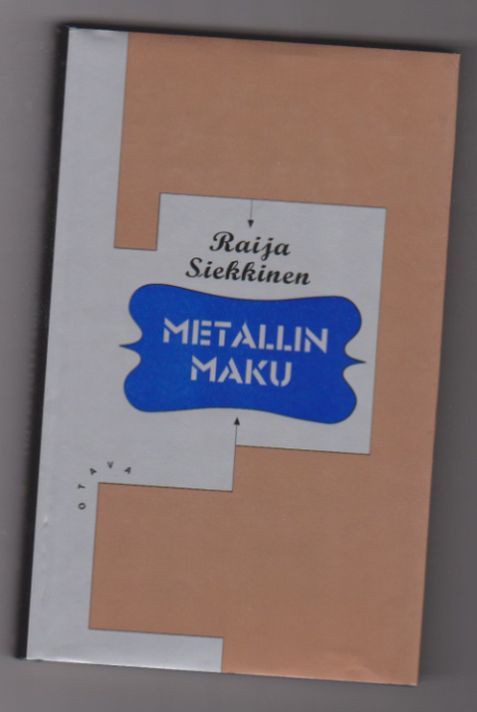 Raija
Siekkinen
METALLIN
MAKU
OTAVA